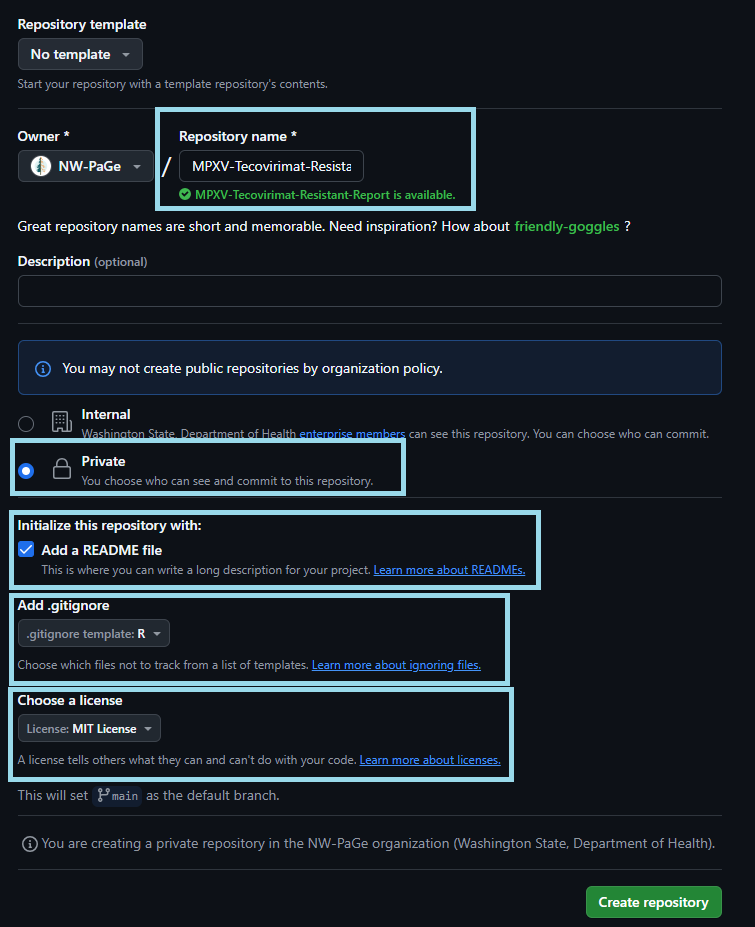 Repository template
No template
Start your repository with a template repository's contents.
Owner *
Repository name *
NW-PaGe
/
MPXV-Tecovirimat-Resista
MPXV-Tecovirimat-Resistant-Report is available.
Great repository names are short and memorable. Need inspiration? How about friendly-goggles ?
Description (optional)
You may not create public repositories by organization policy.
Internal
Washington State, Department of Health enterprise members can see this repository. You can choose who can commit.
Private
You choose who can see and commit to this repository.
Initialize this repository with:
Add a README file
This is where you can write a long description for your project. Learn more about READMEs.
Add .gitignore
.gitignore template: R
Choose which files not to track from a list of templates. Learn more about ignoring files.
Choose a license
License: MIT License
A license tells others what they can and can't do with your code. Learn more about licenses.
This will set main as the default branch.
You are creating a private repository in the NW-PaGe organization (Washington State, Department of Health).
Create repository